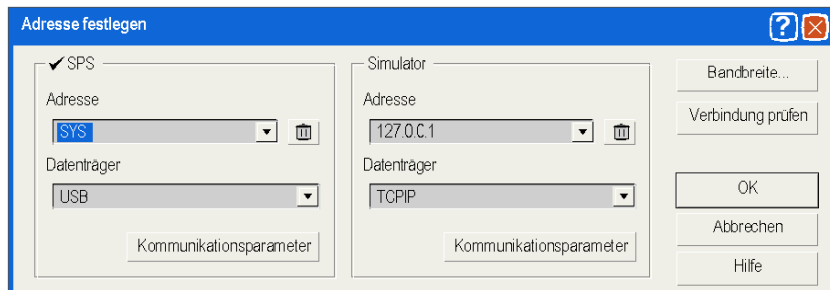 Adresse festlegen
SPS
Adresse
SYS
Datenträger
USB
Kommunikationsparameter
Simulator
Adresse
127.0.0.1
Datenträger
TCPIP
Kommunikationsparameter
Bandbreite...
Verbindung prüfen
OK
Abbrechen
Hilfe